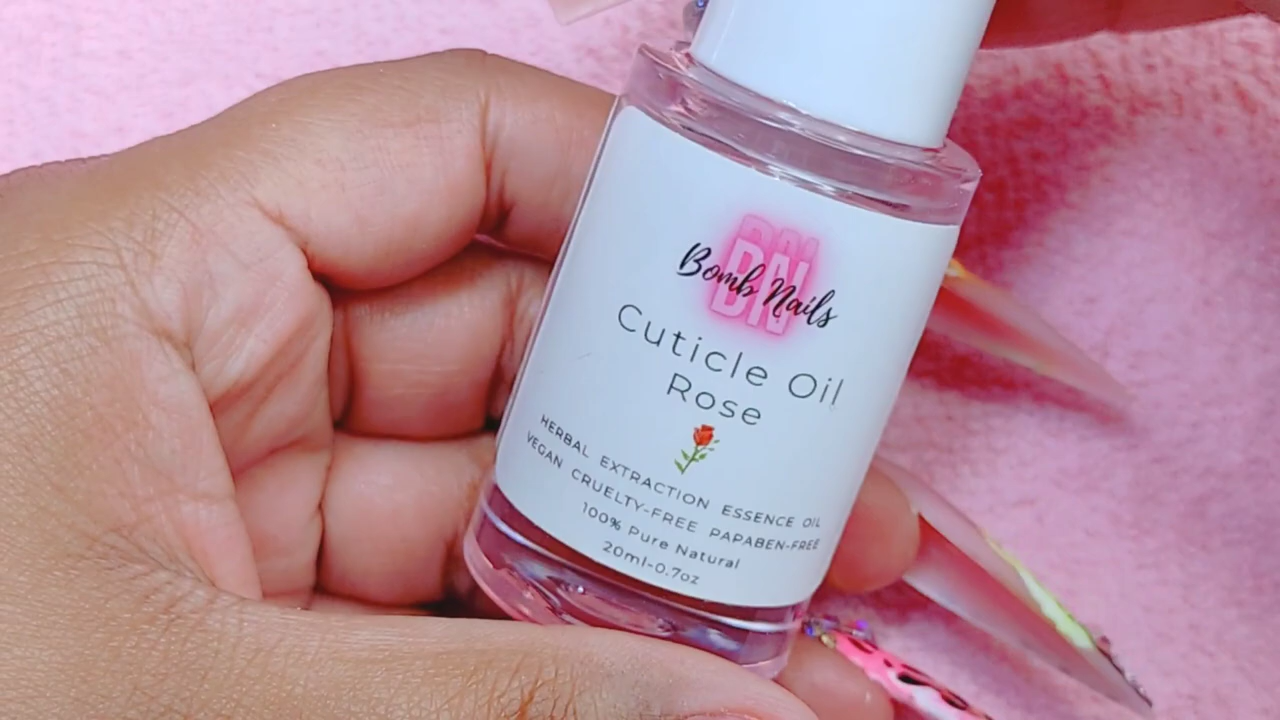 BN
BN
Bomb Nails
Cuticle Oil
Rose
HERBAL EXTRACTION ESSENCE OIL
VEGAN CRUELTY-FREE PAPABEN-FREE
100% Pure Natural
20ml-0.7oz